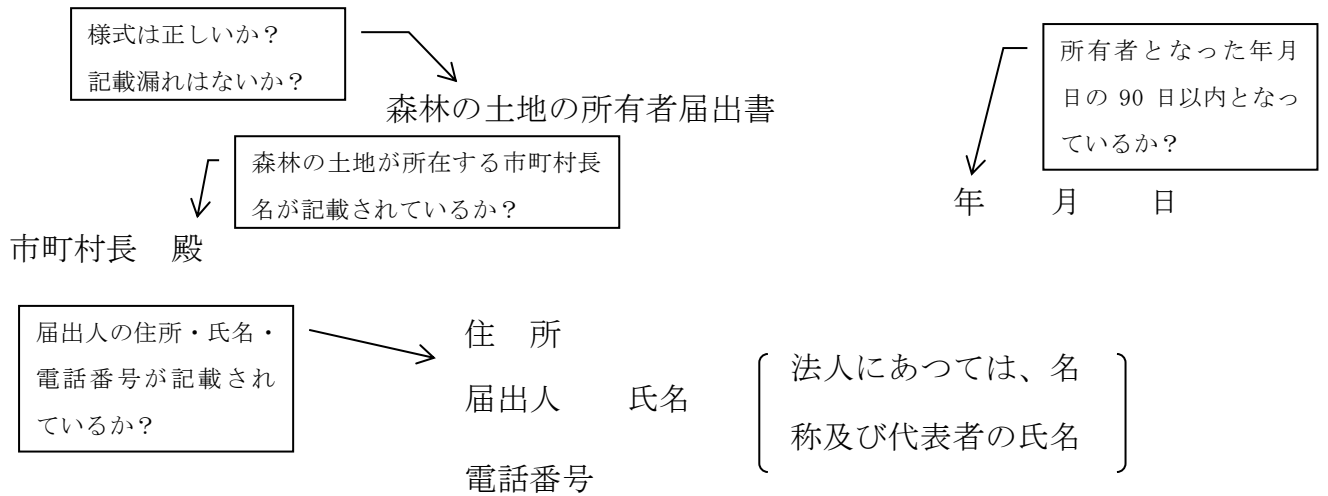 様式は正しいか？
記載漏れはないか？
所有者となった年月
日の 90 日以内となっ
ているか？
森林の土地の所有者届出書
森林の土地が所在する市町村長
名が記載されているか？
年　　月　　日
市町村長　殿
届出人の住所・氏名・
電話番号が記載され
ているか？
住　所
届出人　　氏名
法人にあつては、名
称及び代表者の氏名
電話番号